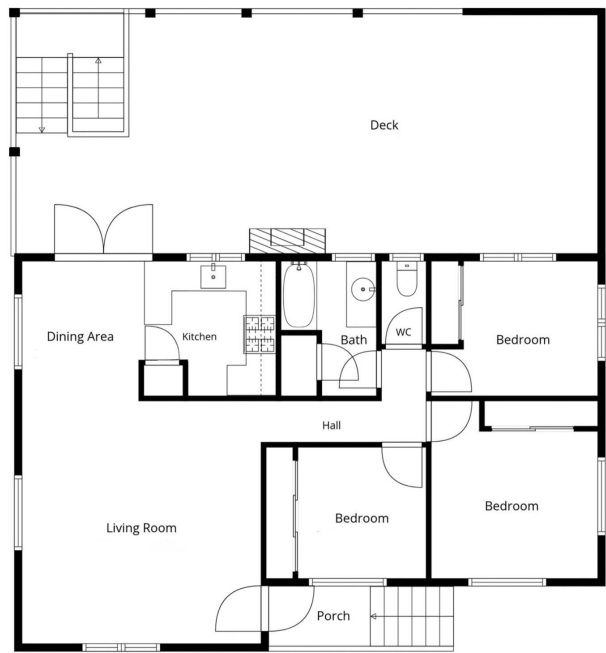 Deck
Dining Area
Kitchen
Bath
WC
Bedroom
Hall
Living Room
Bedroom
Bedroom
Porch